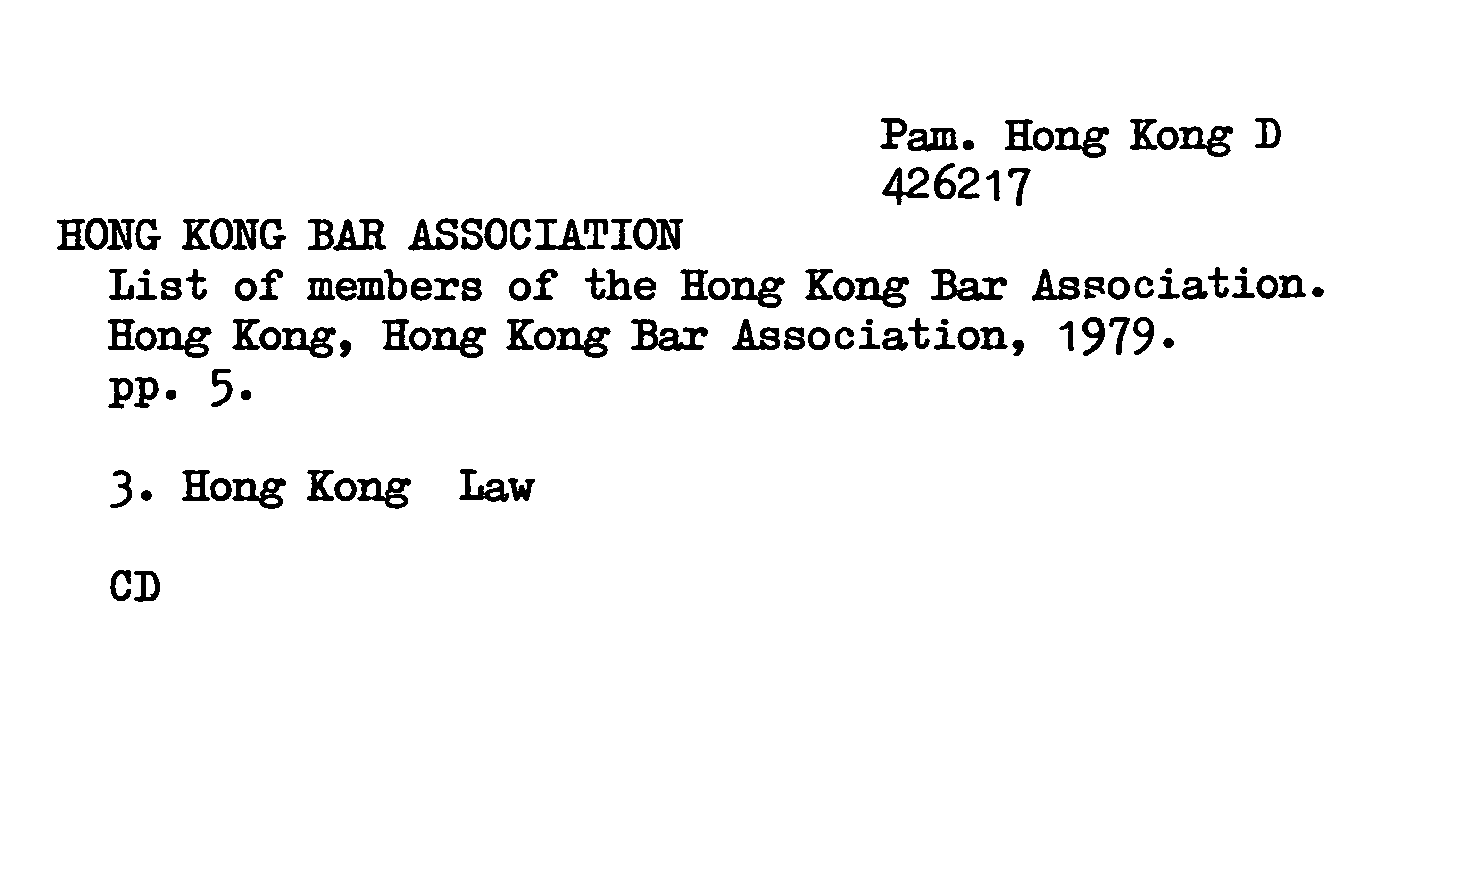 Pam. Hong Kong D
426217
HONG KONG BAR ASSOCIATION
List of members of the Hong Kong Bar Association.
Hong Kong, Hong Kong Bar Association, 1979.
pp. 5.
3. Hong Kong  Law
CD